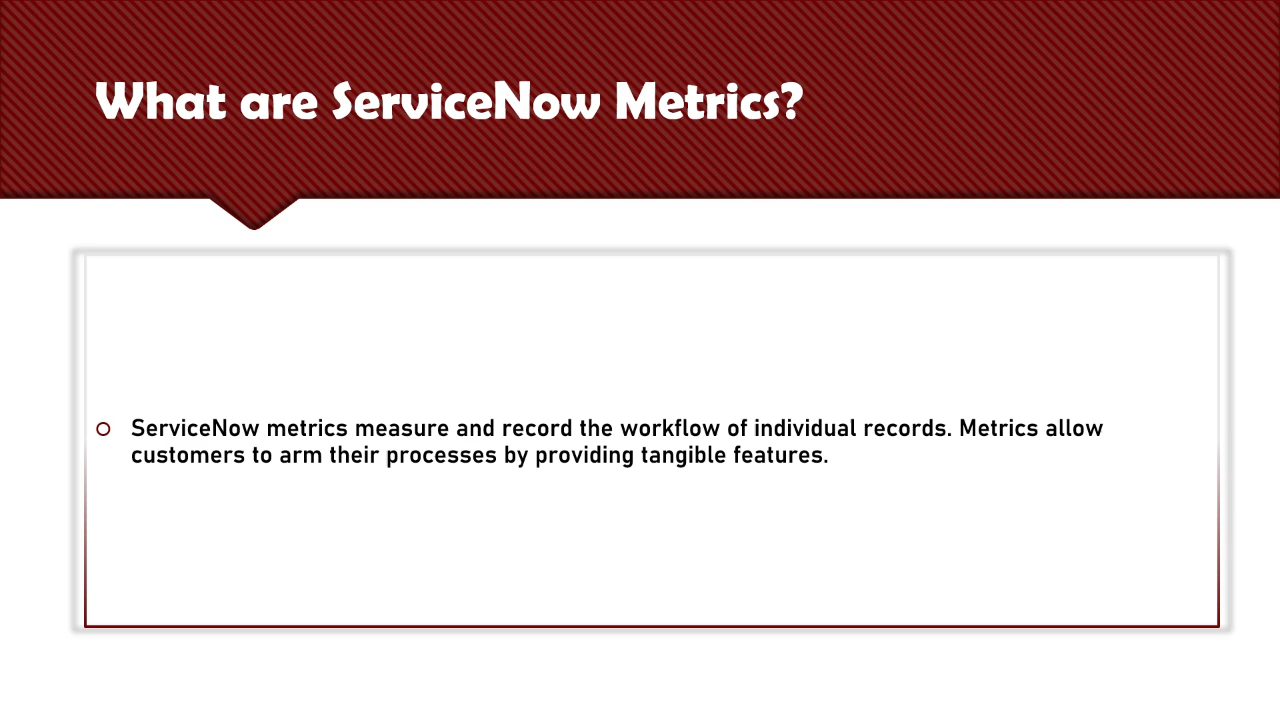 What are ServiceNow Metrics?
ServiceNow metrics measure and record the workflow of individual records. Metrics allow
customers to arm their processes by providing tangible features.